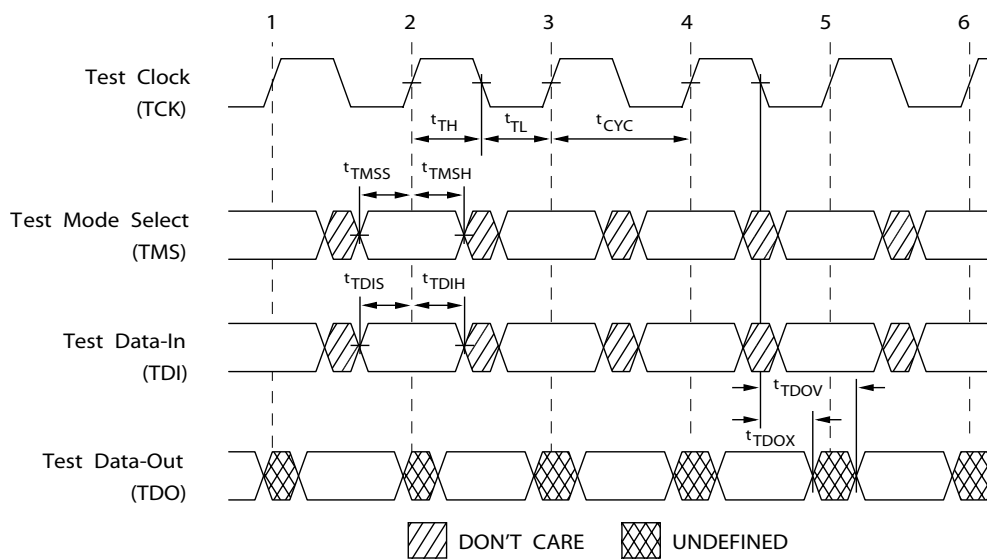 1 2 3 4 5 6
Test Clock
(TCK)
tTH tTL tCYC
tTMSS tTMSH
Test Mode Select
(TMS)
tTDIS tTDIH
Test Data-In
(TDI)
tTDOV
tTDOX
Test Data-Out
(TDO)
DON'T CARE UNDEFINED